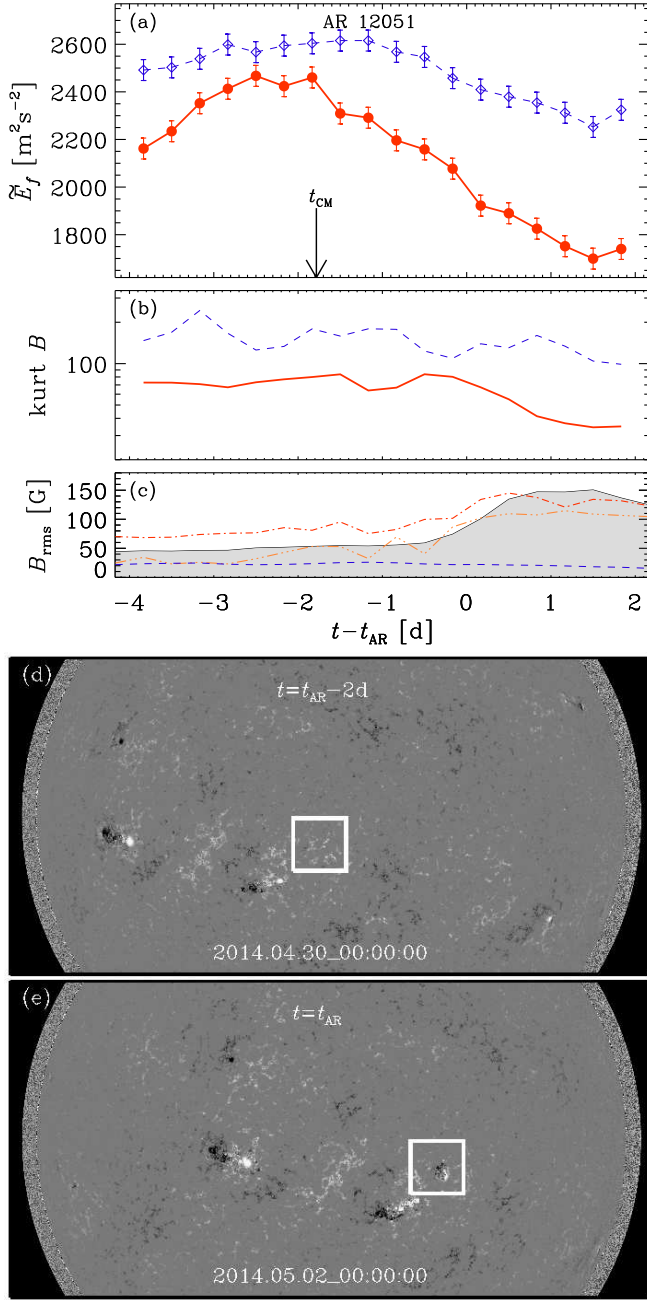 (a) AR 12051
2600
2400
2200
2000
1800
Ẽf [m²s⁻²]
tCM
(b)
100
kurt B
(c)
150
100
50
0
Brms [G]
−4 −3 −2 −1 0 1 2
t−tAR [d]
(d)
t=tAR−2d
2014.04.30_00:00:00
(e)
t=tAR
2014.05.02_00:00:00